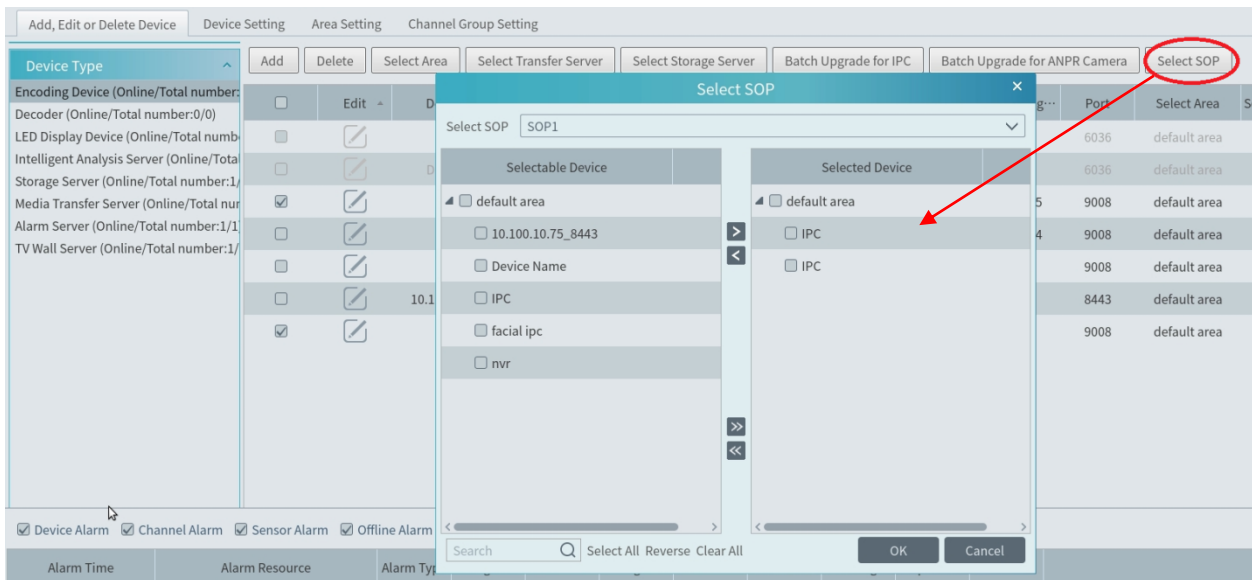 Add, Edit or Delete Device Device Setting Area Setting Channel Group Setting
Device Type
Add Delete Select Area Select Transfer Server Select Storage Server Batch Upgrade for IPC Batch Upgrade for ANPR Camera Select SOP
Encoding Device (Online/Total number:
Decoder (Online/Total number:0/0)
LED Display Device (Online/Total numb
Intelligent Analysis Server (Online/Total
Storage Server (Online/Total number:1/
Media Transfer Server (Online/Total nur
Alarm Server (Online/Total number:1/1
TV Wall Server (Online/Total number:1/
Edit D
Port Select Area S
6036 default area
D 6036 default area
5 9008 default area
4 9008 default area
9008 default area
10.1 8443 default area
9008 default area
Select SOP
Select SOP SOP1
Selectable Device
default area
10.100.10.75_8443
Device Name
IPC
facial ipc
nvr
Selected Device
default area
IPC
IPC
Search Select All Reverse Clear All OK Cancel
Device Alarm Channel Alarm Sensor Alarm Offline Alarm
Alarm Time Alarm Resource Alarm Typ